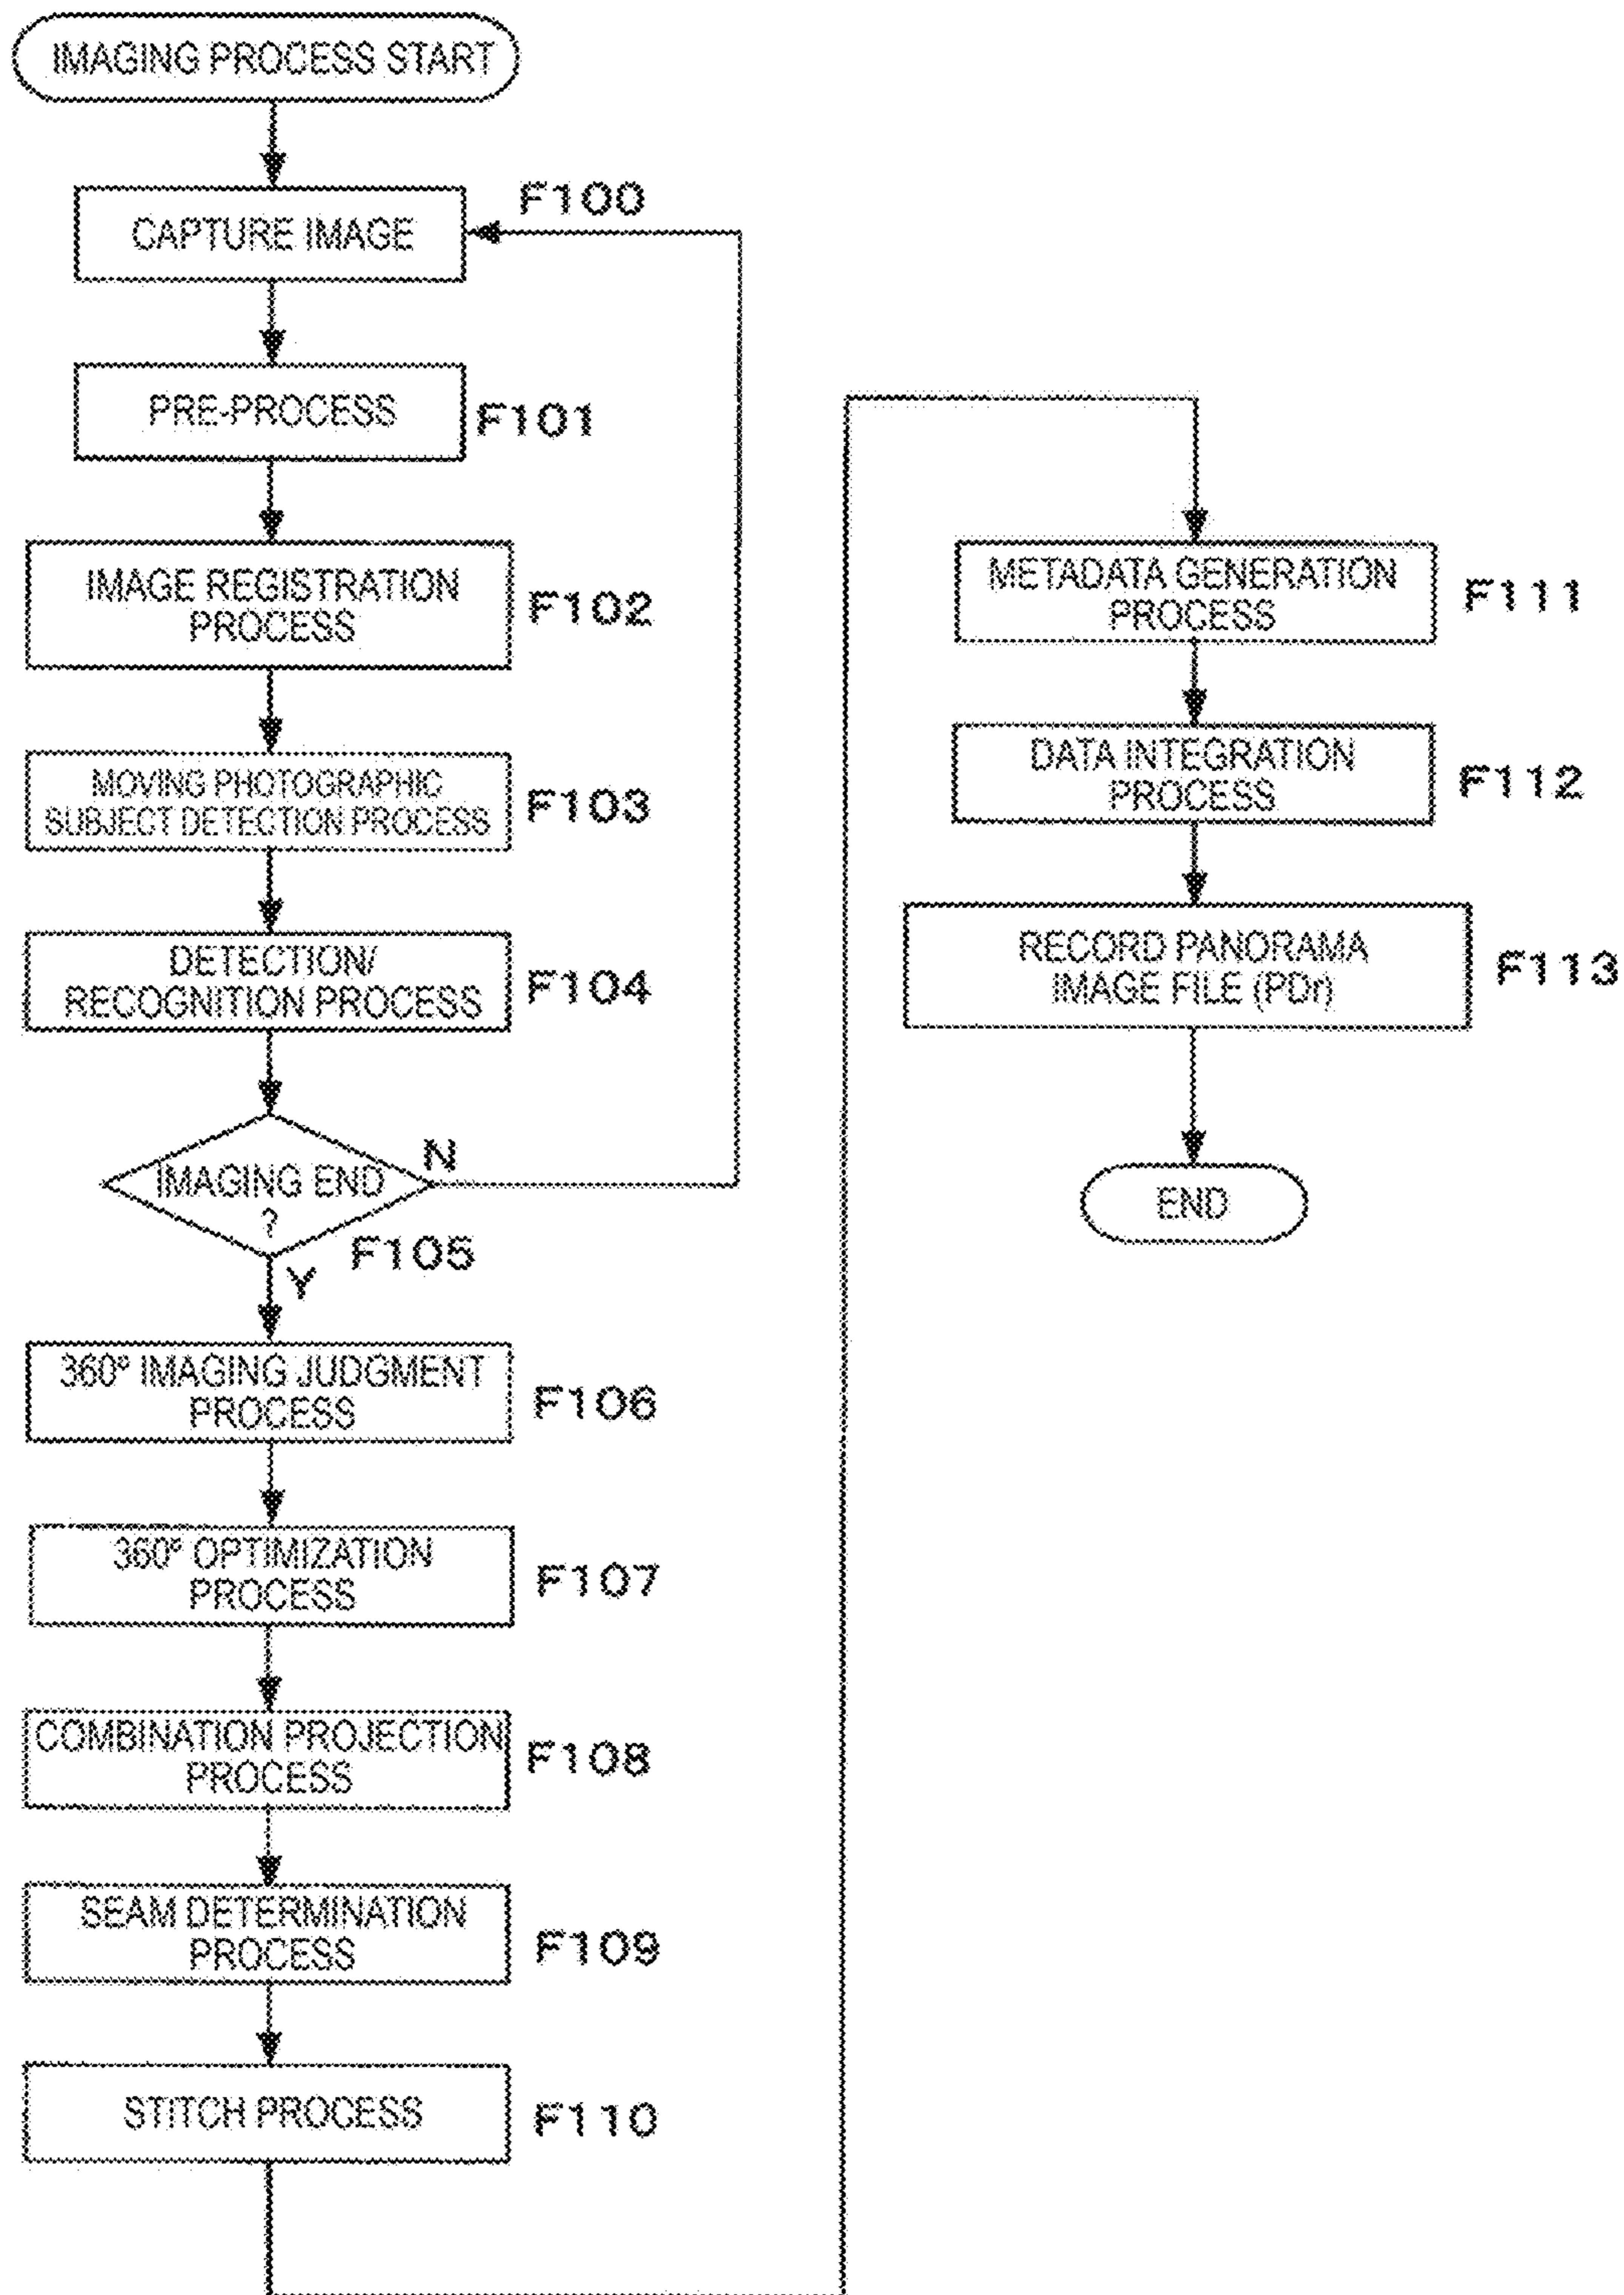 IMAGING PROCESS START
F100
CAPTURE IMAGE
PRE-PROCESS
F101
IMAGE REGISTRATION
PROCESS
F102
MOVING PHOTOGRAPHIC
SUBJECT DETECTION PROCESS
F103
DETECTION/
RECOGNITION PROCESS
F104
IMAGING END
?
N
F105
Y
360º IMAGING JUDGMENT
PROCESS
F106
360º OPTIMIZATION
PROCESS
F107
COMBINATION PROJECTION
PROCESS
F108
SEAM DETERMINATION
PROCESS
F109
STITCH PROCESS
F110
METADATA GENERATION
PROCESS
F111
DATA INTEGRATION
PROCESS
F112
RECORD PANORAMA
IMAGE FILE (PDr)
F113
END